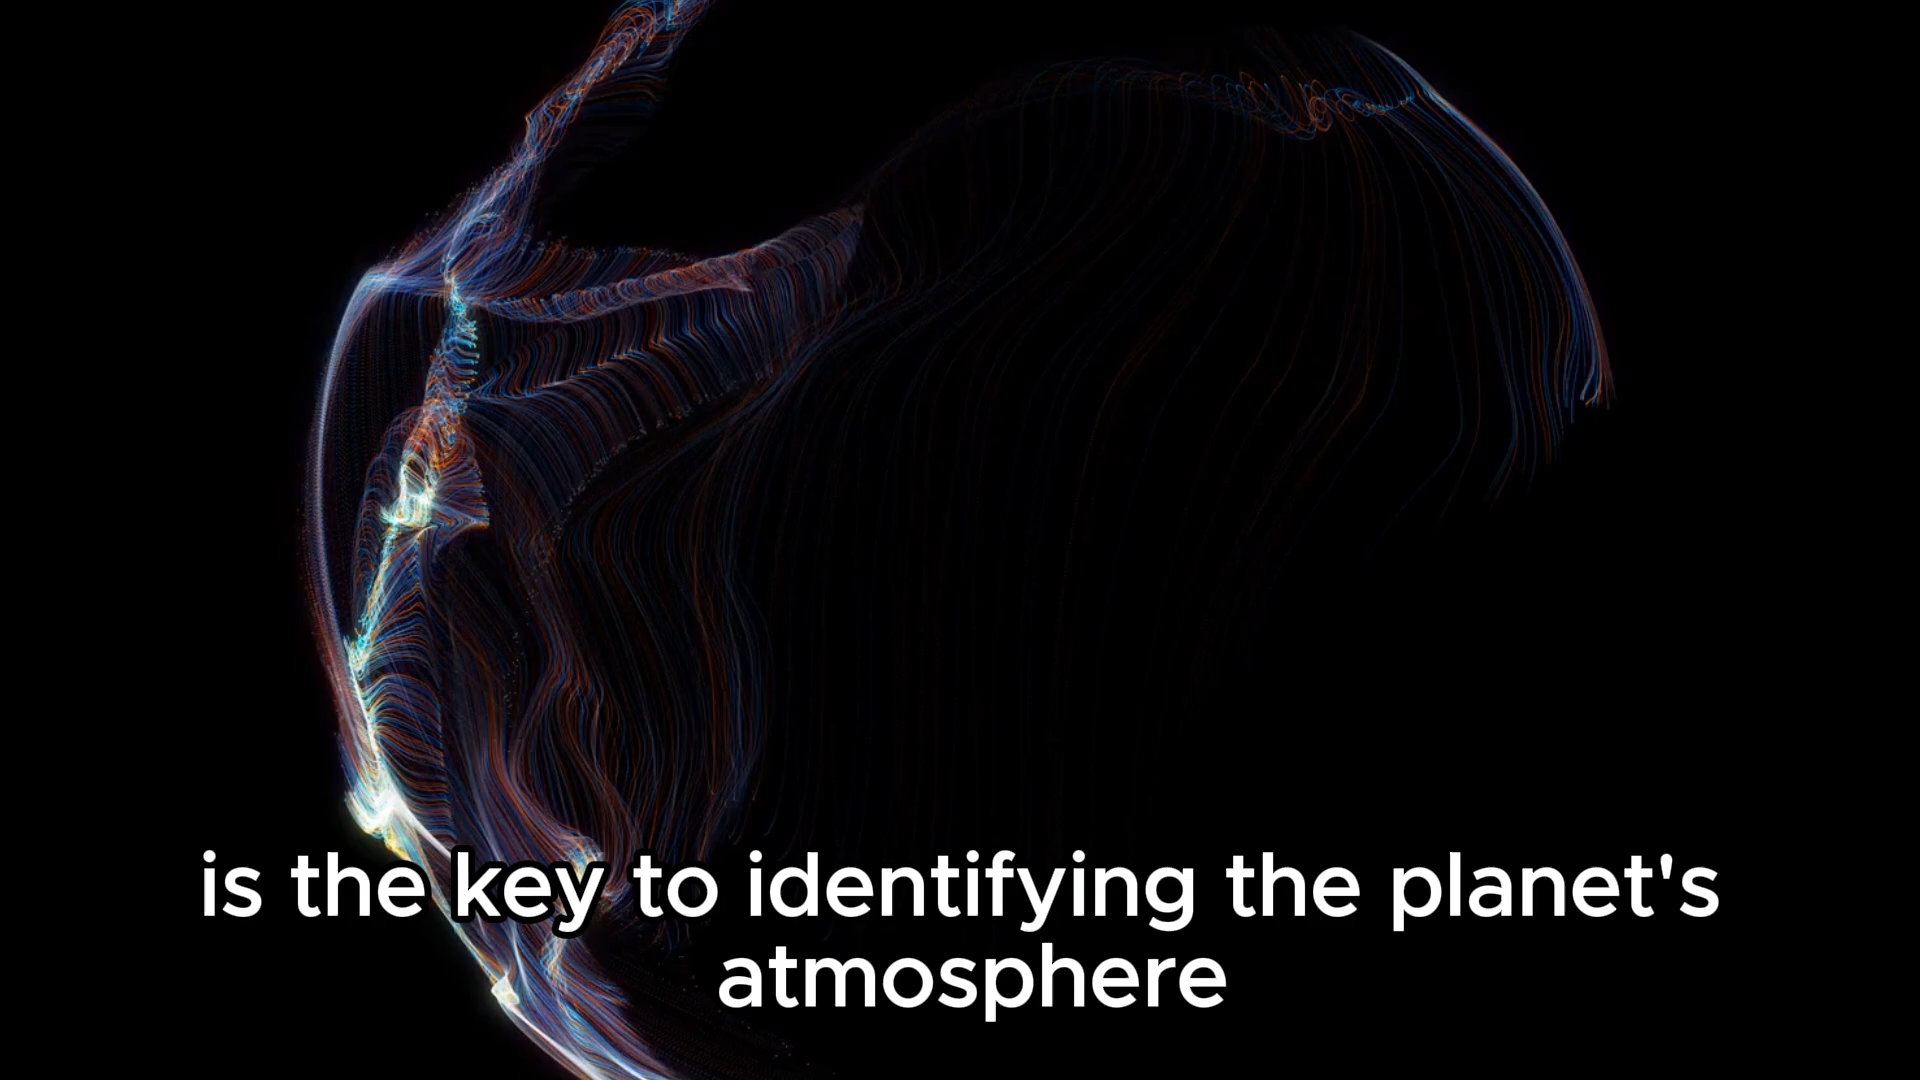 is the key to identifying the planet's
atmosphere